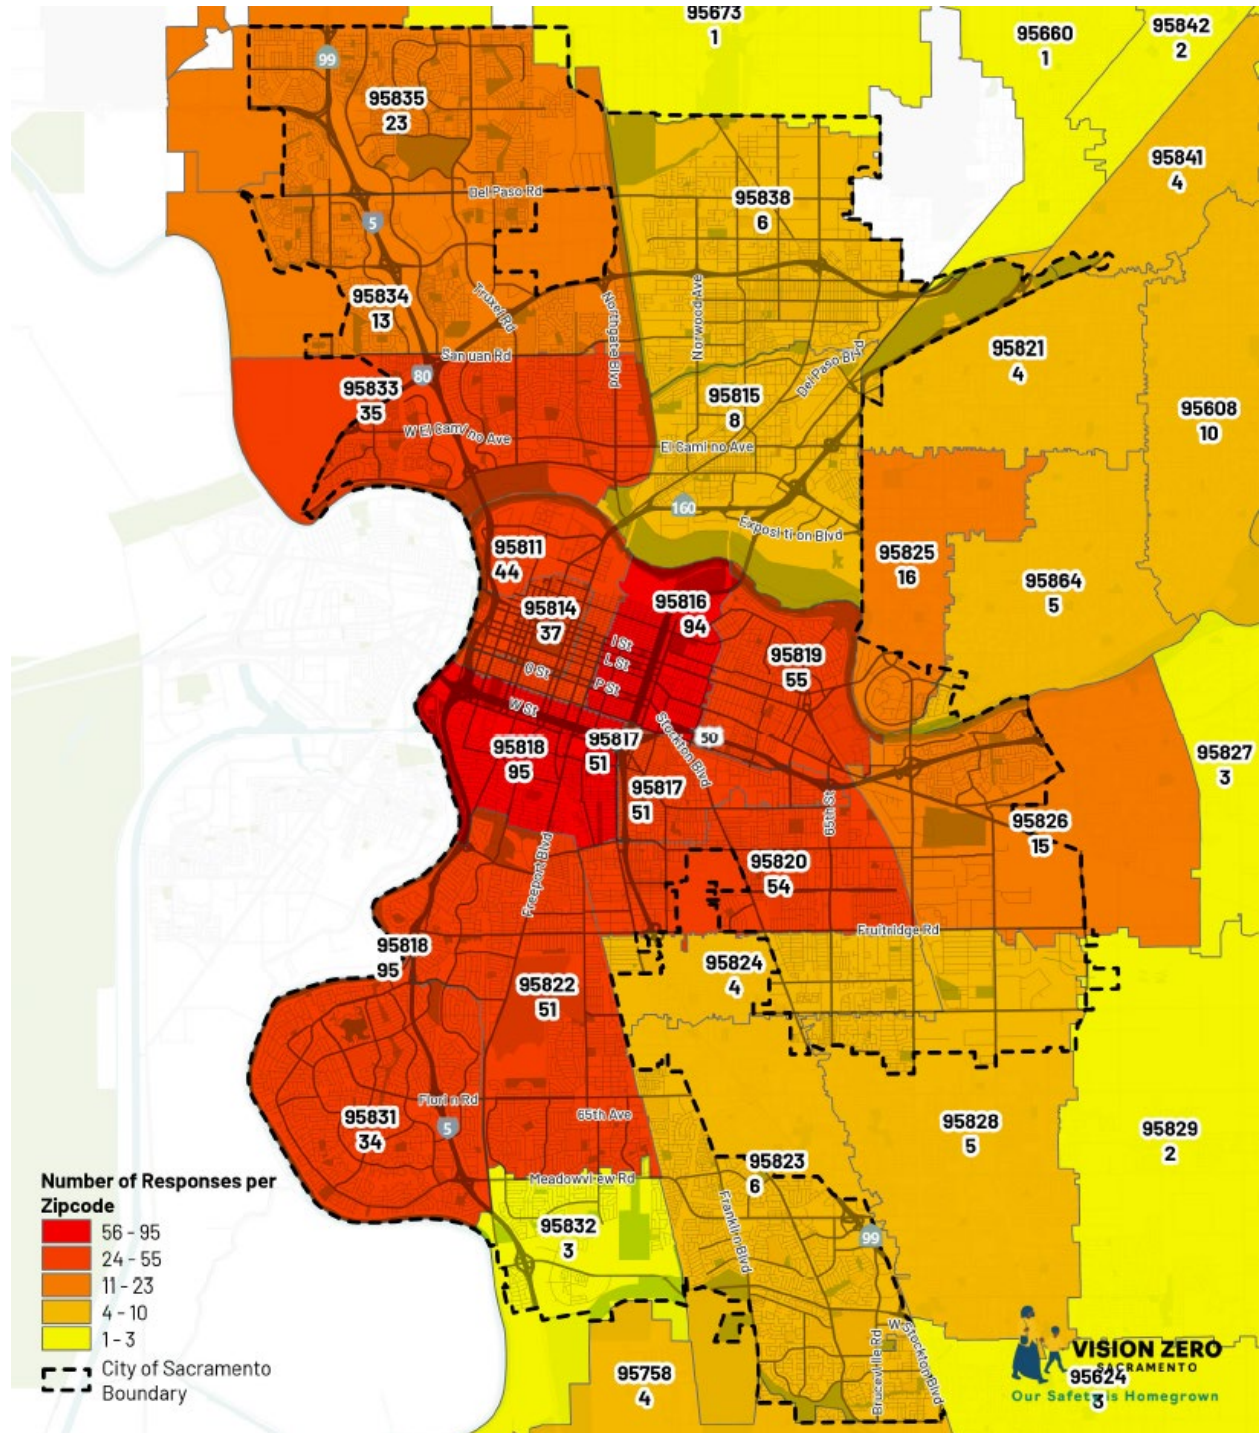 95673
1
95660
1
95842
2
99
95835
23
95841
4
Del Paso Rd
95838
6
5
95834
13
Truxel Rd
Northgate Blvd
Norwood Ave
San Juan Rd
Del Paso Blvd
95821
4
80
95833
35
95815
8
95608
10
W El Camino Ave
El Camino Ave
160
Exposition Blvd
95811
44
95825
16
95864
5
95814
37
95816
94
I St
L St
P St
Q St
W St
95819
55
Stockton Blvd
50
95818
95
95817
51
95817
51
65th St
95827
3
95826
15
Freeport Blvd
95820
54
Fruitridge Rd
95818
95
95824
4
95822
51
Florin Rd
5
65th Ave
95831
34
95828
5
95829
2
Meadowview Rd
95823
6
Franklin Blvd
99
95832
3
W Stockton Blvd
Bruceville Rd
95758
4
95624
3
Number of Responses per
Zipcode
56 - 95
24 - 55
11 - 23
4 - 10
1 - 3
City of Sacramento
Boundary
VISION ZERO
SACRAMENTO
Our Safety is Homegrown